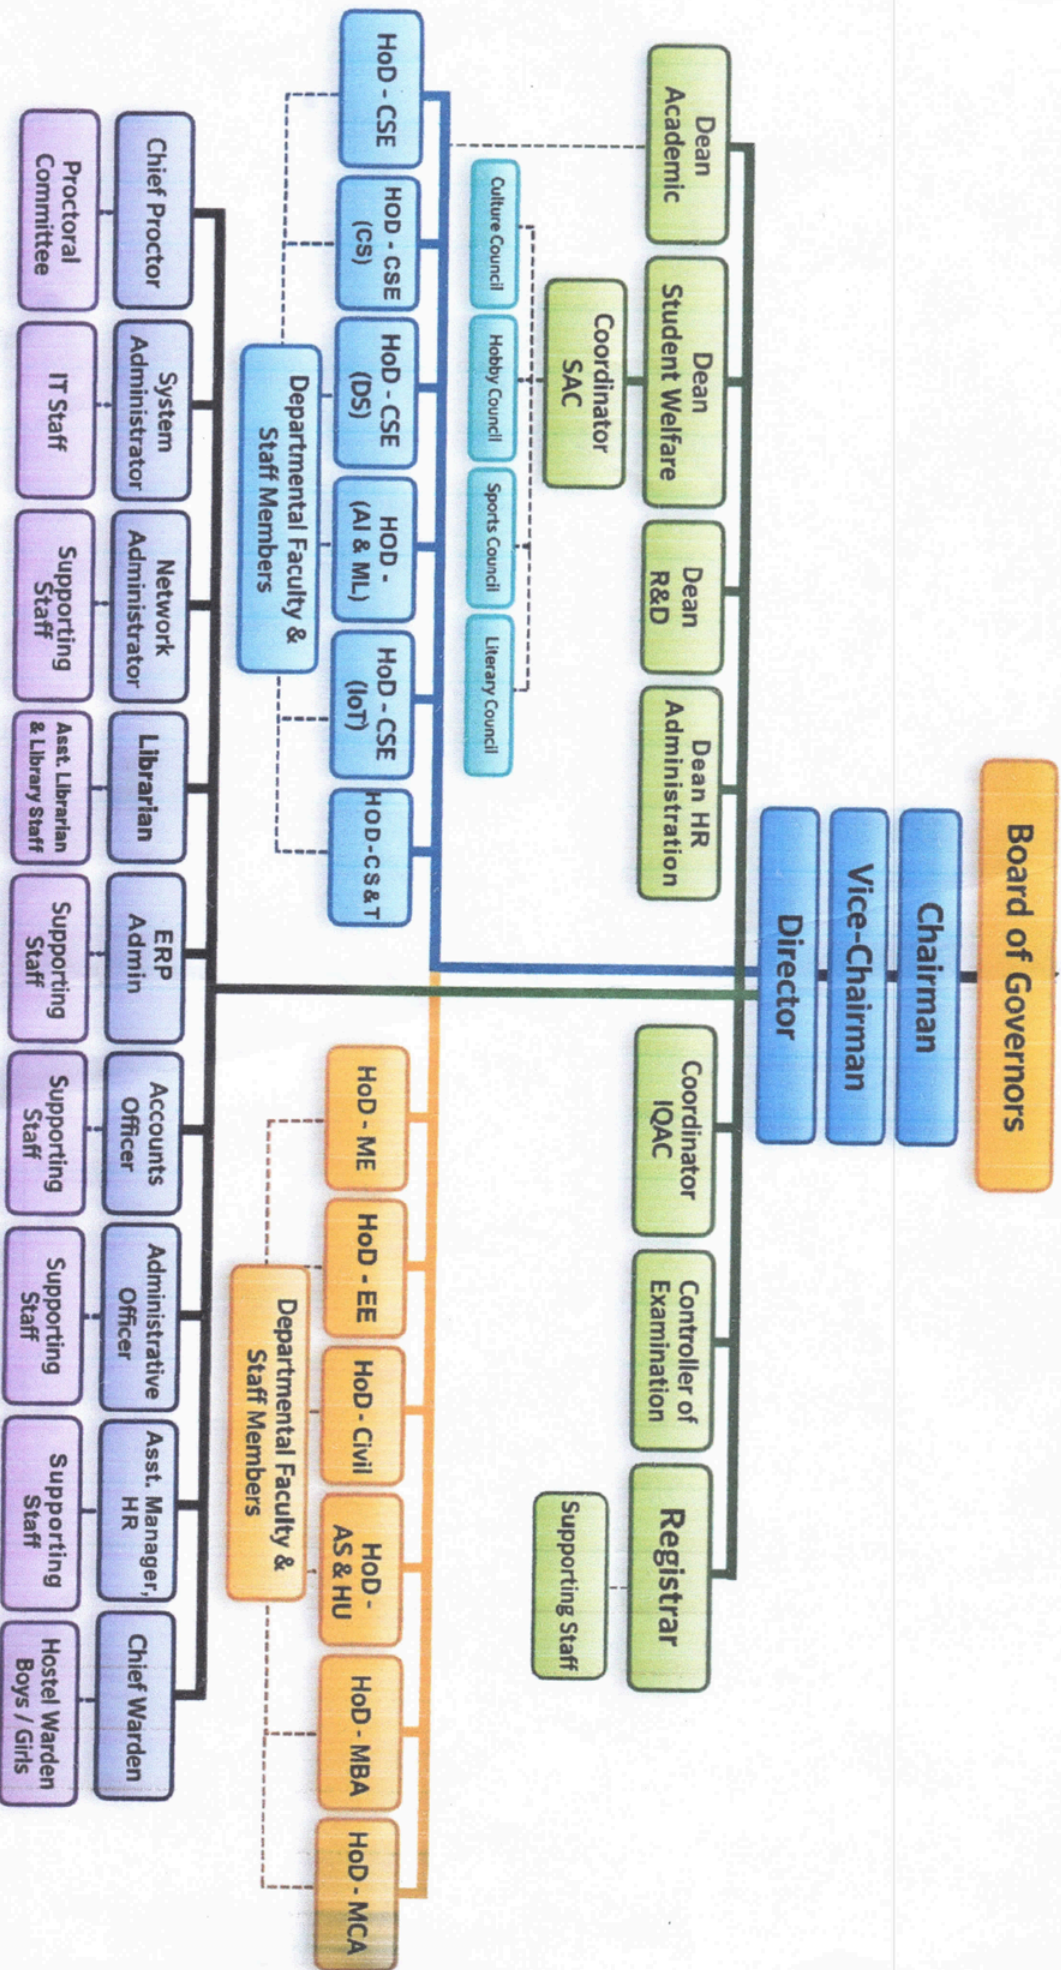 Board of Governors
Chairman
Vice-Chairman
Director
Dean
Academic
Dean
Student Welfare
Dean
R&D
Dean HR
Administration
Coordinator
IQAC
Controller of
Examination
Registrar
Coordinator
SAC
Supporting Staff
Culture Council
Hobby Council
Sports Council
Literary Council
HoD - CSE
HOD - CSE
(CS)
HoD - CSE
(DS)
HOD -
(AI & ML)
HoD - CSE
(IoT)
HOD-CS&T
HoD - ME
HoD - EE
HoD - Civil
HoD -
AS & HU
HoD - MBA
HoD - MCA
Departmental Faculty &
Staff Members
Departmental Faculty &
Staff Members
Chief Proctor
System
Administrator
Network
Administrator
Librarian
ERP
Admin
Accounts
Officer
Administrative
Officer
Asst. Manager,
HR
Chief Warden
Proctoral
Committee
IT Staff
Supporting
Staff
Asst. Librarian
& Library Staff
Supporting
Staff
Supporting
Staff
Supporting
Staff
Supporting
Staff
Hostel Warden
Boys / Girls